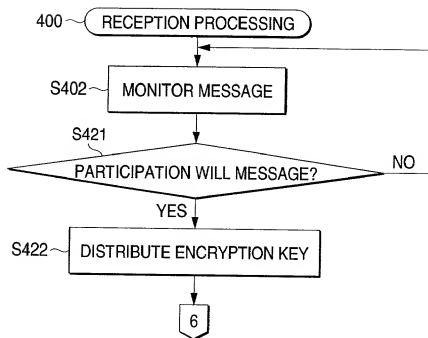 400 RECEPTION PROCESSING
S402 MONITOR MESSAGE
S421
PARTICIPATION WILL MESSAGE? NO
YES
S422 DISTRIBUTE ENCRYPTION KEY
6